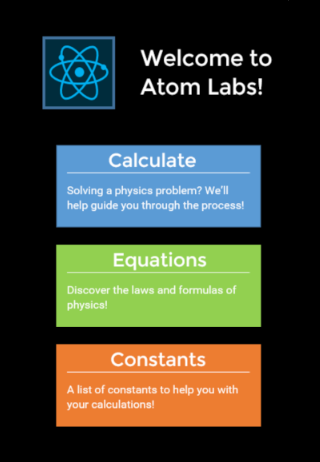 Welcome to
Atom Labs!
Calculate
Solving a physics problem? We'll
help guide you through the process!
Equations
Discover the laws and formulas of
physics!
Constants
A list of constants to help you with
your calculations!